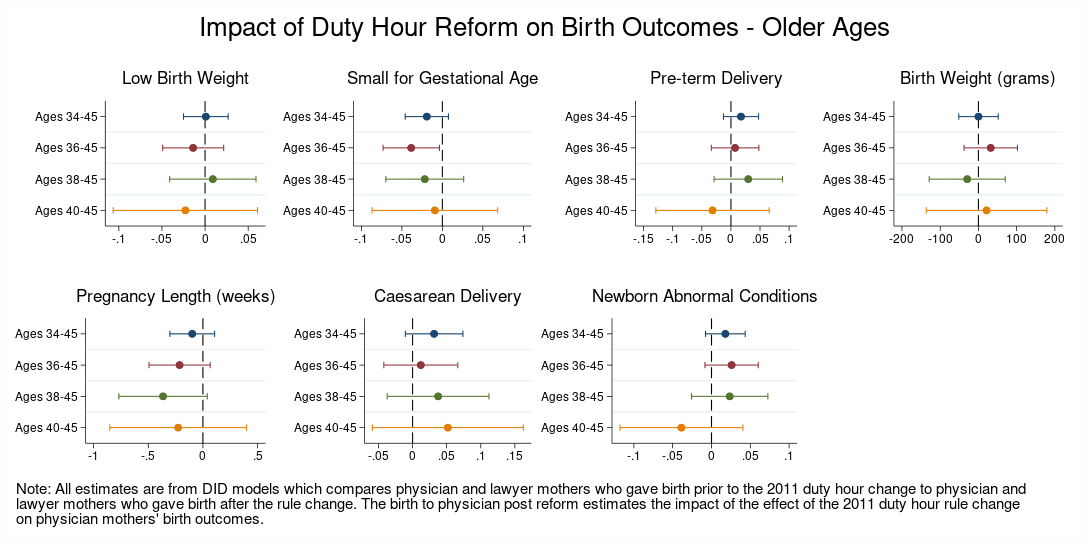 Impact of Duty Hour Reform on Birth Outcomes - Older Ages
Low Birth Weight
Ages 34-45
Ages 36-45
Ages 38-45
Ages 40-45
-.1 -.05 0 .05
Small for Gestational Age
Ages 34-45
Ages 36-45
Ages 38-45
Ages 40-45
-.1 -.05 0 .05 .1
Pre-term Delivery
Ages 34-45
Ages 36-45
Ages 38-45
Ages 40-45
-.15 -.1 -.05 0 .05 .1
Birth Weight (grams)
Ages 34-45
Ages 36-45
Ages 38-45
Ages 40-45
-200 -100 0 100 200
Pregnancy Length (weeks)
Ages 34-45
Ages 36-45
Ages 38-45
Ages 40-45
-1 -.5 0 .5
Caesarean Delivery
Ages 34-45
Ages 36-45
Ages 38-45
Ages 40-45
-.05 0 .05 .1 .15
Newborn Abnormal Conditions
Ages 34-45
Ages 36-45
Ages 38-45
Ages 40-45
-.1 -.05 0 .05 .1
Note: All estimates are from DID models which compares physician and lawyer mothers who gave birth prior to the 2011 duty hour change to physician and
lawyer mothers who gave birth after the rule change. The birth to physician post reform estimates the impact of the effect of the 2011 duty hour rule change
on physician mothers' birth outcomes.